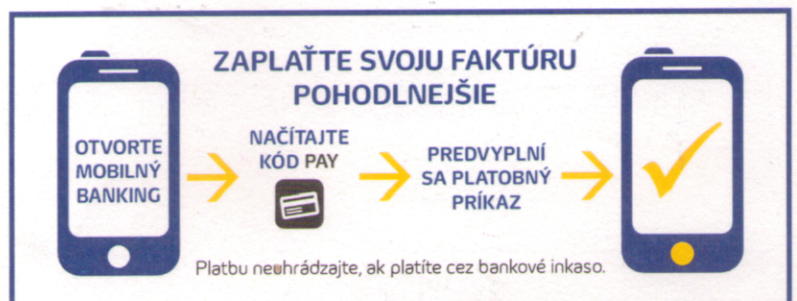 ZAPLAŤTE SVOJU FAKTÚRU
POHODLNEJŠIE
OTVORTE
MOBILNÝ
BANKING
NAČÍTAJTE
KÓD PAY
PREDVYPLNÍ
SA PLATOBNÝ
PRÍKAZ
Platbu neuhrádzajte, ak platíte cez bankové inkaso.